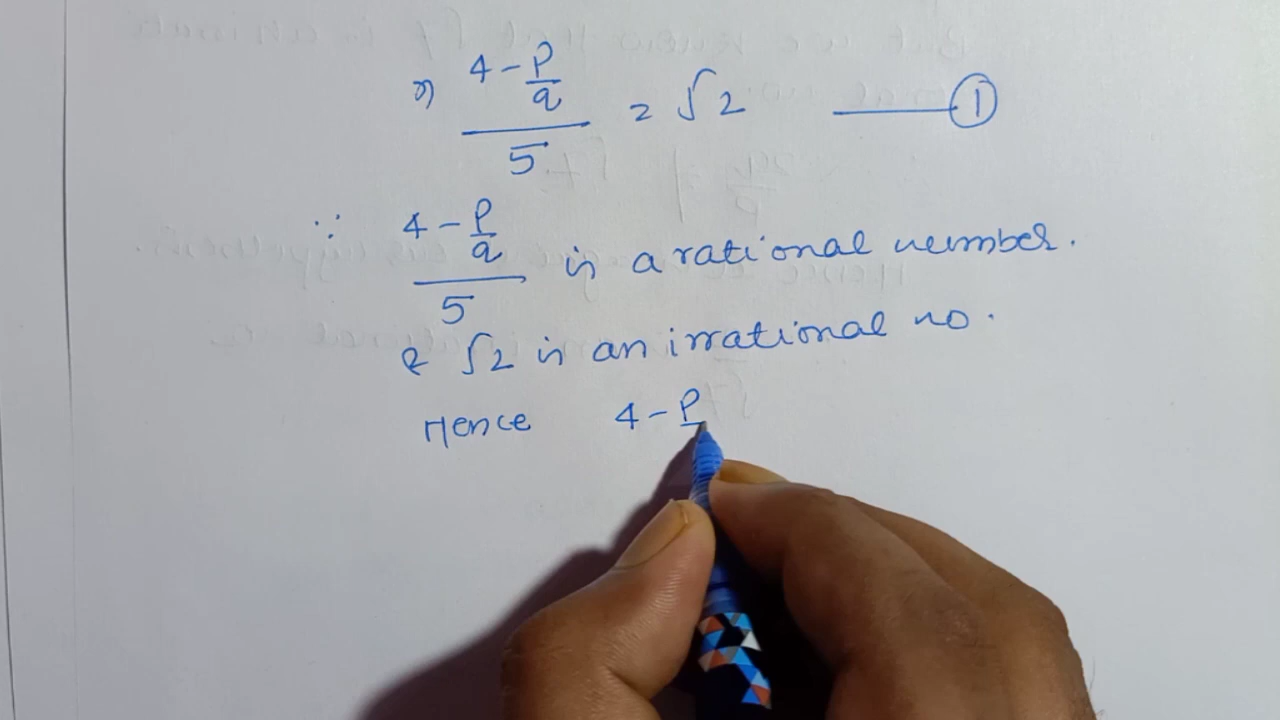 ⇒ (4 - p/q)/5 = √2 ——— ①
∵ (4 - p/q)/5 is a rational number.
& √2 is an irrational no.
Hence 4 - p